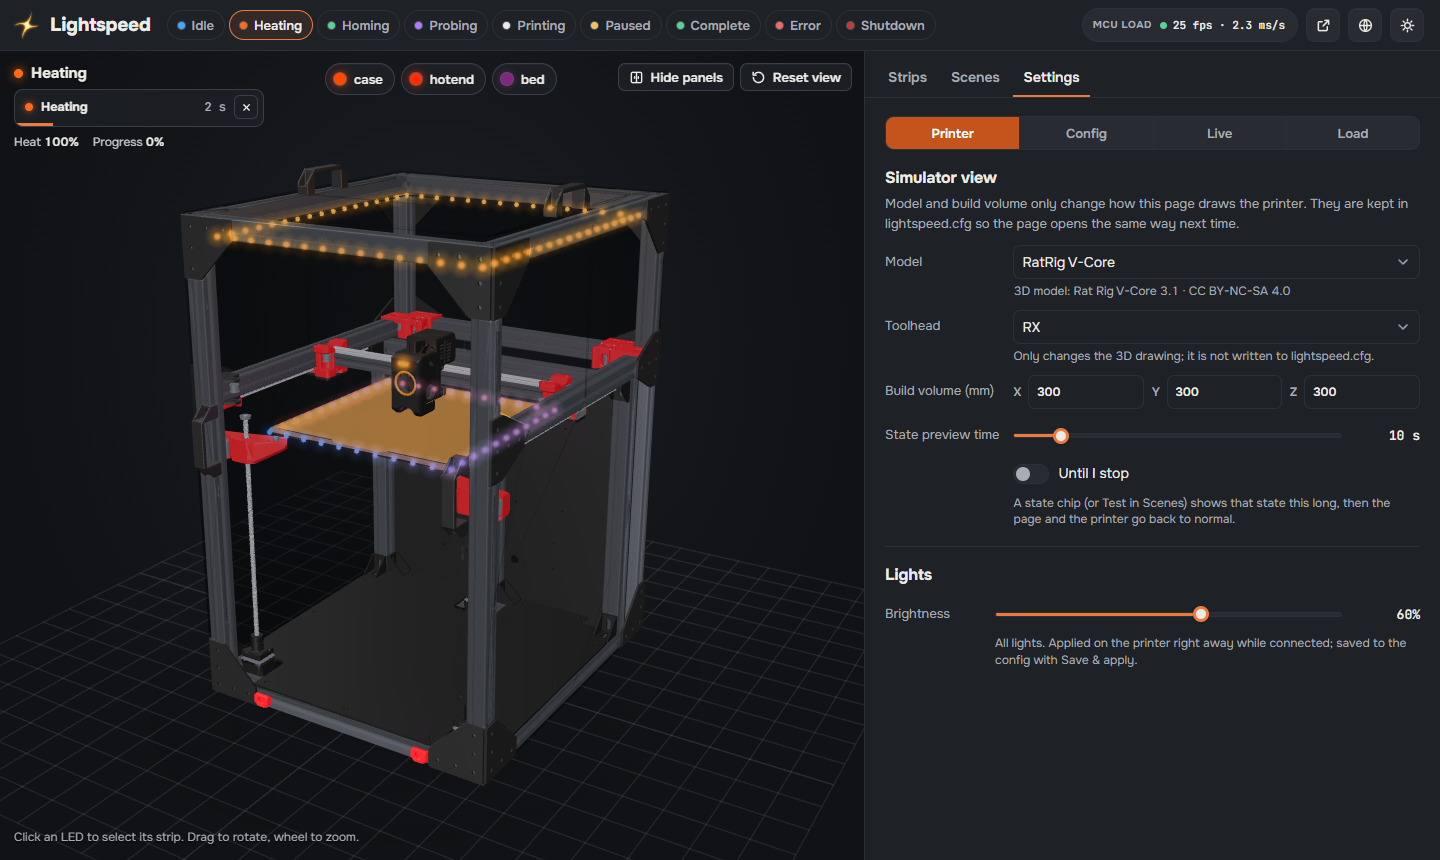 Lightspeed
Idle
Heating
Homing
Probing
Printing
Paused
Complete
Error
Shutdown
MCU LOAD 25 fps · 2.3 ms/s
Heating
Heating 2 s
Heat 100% Progress 0%
case
hotend
bed
Hide panels
Reset view
Click an LED to select its strip. Drag to rotate, wheel to zoom.
Strips Scenes Settings
Printer Config Live Load
Simulator view
Model and build volume only change how this page draws the printer. They are kept in
lightspeed.cfg so the page opens the same way next time.
Model RatRig V-Core
3D model: Rat Rig V-Core 3.1 · CC BY-NC-SA 4.0
Toolhead RX
Only changes the 3D drawing; it is not written to lightspeed.cfg.
Build volume (mm) X 300 Y 300 Z 300
State preview time 10 s
Until I stop
A state chip (or Test in Scenes) shows that state this long, then the
page and the printer go back to normal.
Lights
Brightness 60%
All lights. Applied on the printer right away while connected; saved to the
config with Save & apply.